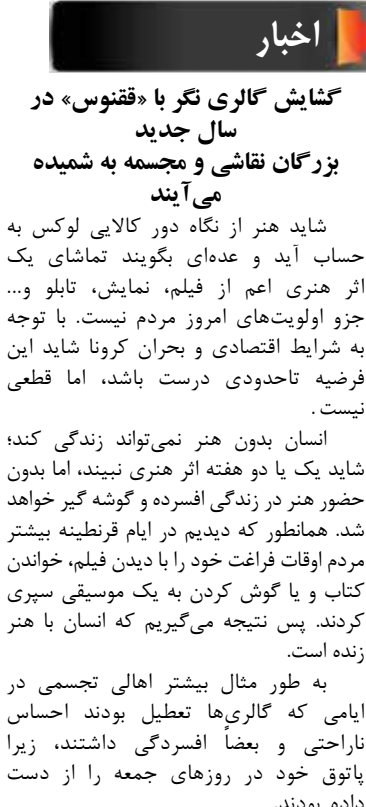 اخبار
گشایش گالری نگر با «ققنوس» در
سال جدید
بزرگان نقاشی و مجسمه به شمیده
می‌آیند
شاید هنر از نگاه دور کالایی لوکس به
حساب آید و عده‌ای بگویند تماشای یک
اثر هنری اعم از فیلم، نمایش، تابلو و...
جزو اولویت‌های امروز مردم نیست. با توجه
به شرایط اقتصادی و بحران کرونا شاید این
فرضیه تاحدودی درست باشد، اما قطعی
نیست.
انسان بدون هنر نمی‌تواند زندگی کند؛
شاید یک یا دو هفته اثر هنری نبیند، اما بدون
حضور هنر در زندگی افسرده و گوشه گیر خواهد
شد. همانطور که دیدیم در ایام قرنطینه بیشتر
مردم اوقات فراغت خود را با دیدن فیلم، خواندن
کتاب و یا گوش کردن به یک موسیقی سپری
کردند. پس نتیجه می‌گیریم که انسان با هنر
زنده است.
به طور مثال بیشتر اهالی تجسمی در
ایامی که گالری‌ها تعطیل بودند احساس
ناراحتی و بعضاً افسردگی داشتند، زیرا
پاتوق خود در روزهای جمعه را از دست
داده بودند.